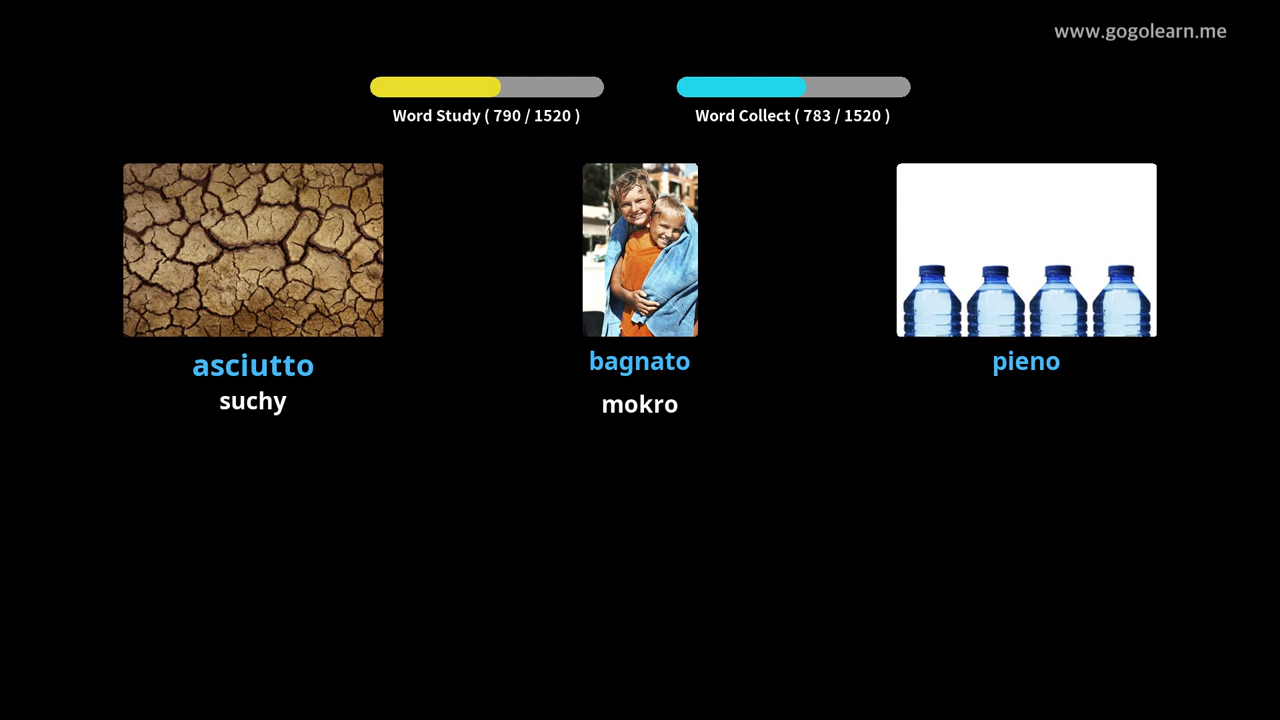 www.gogolearn.me
Word Study ( 790 / 1520 )
Word Collect ( 783 / 1520 )
asciutto
suchy
bagnato
mokro
pieno